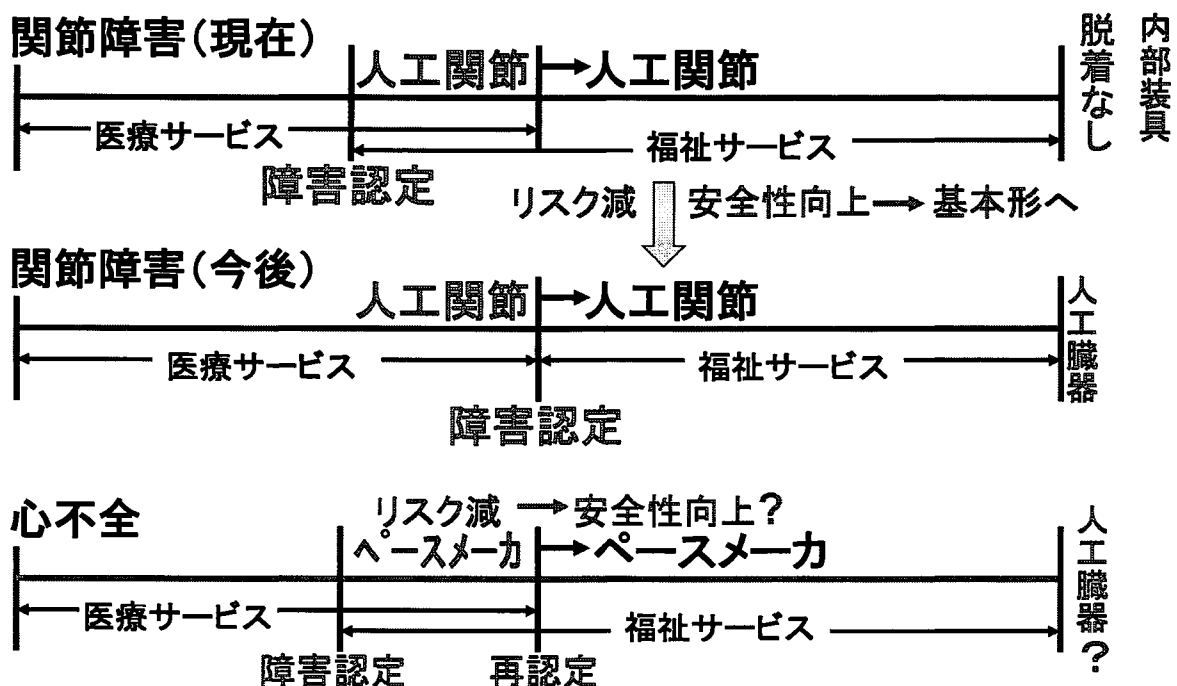 関節障害(現在)
人工関節→人工関節
医療サービス
福祉サービス
障害認定
脱着なし
内部装具
リスク減 安全性向上→基本形へ
関節障害(今後)
人工関節→人工関節
医療サービス 福祉サービス
障害認定
人工臓器
心不全
リスク減→安全性向上?
ペースメーカ→ペースメーカ
医療サービス
福祉サービス
障害認定 再認定
人工臓器?